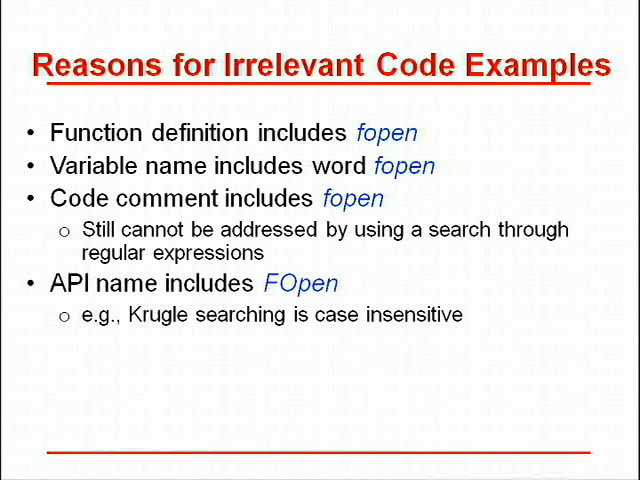 Reasons for Irrelevant Code Examples
• Function definition includes fopen
• Variable name includes word fopen
• Code comment includes fopen
o Still cannot be addressed by using a search through
regular expressions
• API name includes FOpen
o e.g., Krugle searching is case insensitive